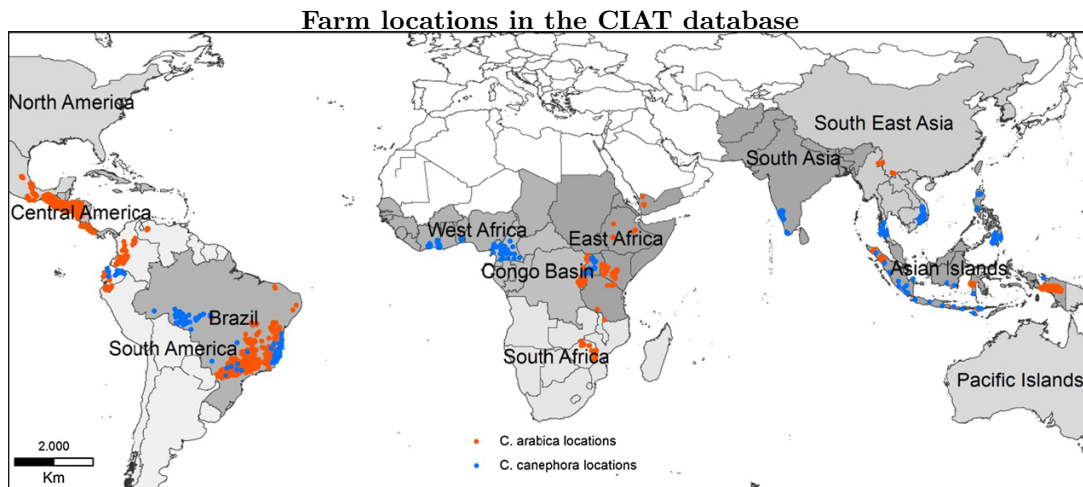 Farm locations in the CIAT database
North America
South East Asia
South Asia
Central America
West Africa
East Africa
Congo Basin
Asian Islands
Brazil
South America
South Africa
Pacific Islands
C. arabica locations
2.000
C. canephora locations
Km